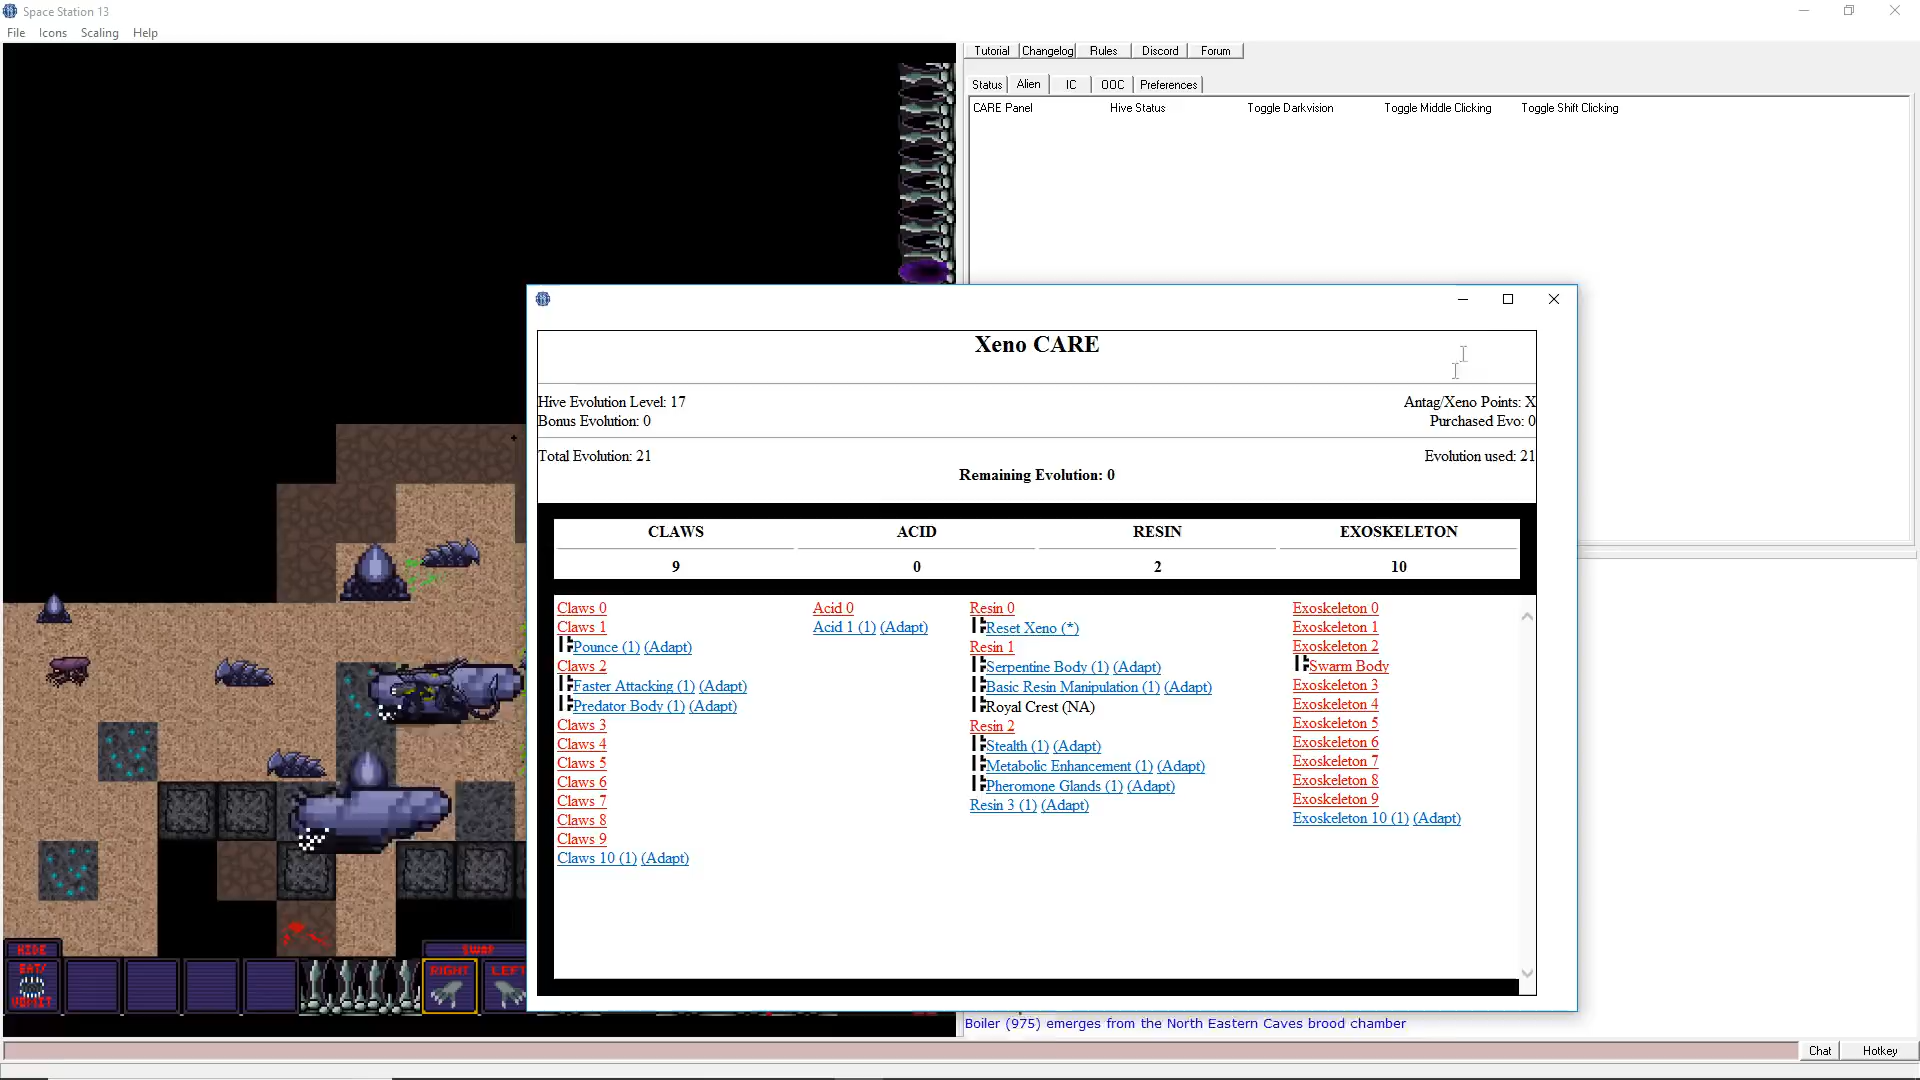 Space Station 13
File Icons Scaling Help
Tutorial Changelog Rules Discord Forum
Status Alien IC OOC Preferences
CARE Panel Hive Status Toggle Darkvision Toggle Middle Clicking Toggle Shift Clicking
Xeno CARE
Hive Evolution Level: 17 Antag/Xeno Points: X
Bonus Evolution: 0 Purchased Evo: 0
Total Evolution: 21 Evolution used: 21
Remaining Evolution: 0
CLAWS ACID RESIN EXOSKELETON
9 0 2 10
Claws 0
Claws 1
Pounce (1) (Adapt)
Claws 2
Faster Attacking (1) (Adapt)
Predator Body (1) (Adapt)
Claws 3
Claws 4
Claws 5
Claws 6
Claws 7
Claws 8
Claws 9
Claws 10 (1) (Adapt)
Acid 0
Acid 1 (1) (Adapt)
Resin 0
Reset Xeno (*)
Resin 1
Serpentine Body (1) (Adapt)
Basic Resin Manipulation (1) (Adapt)
Royal Crest (NA)
Resin 2
Stealth (1) (Adapt)
Metabolic Enhancement (1) (Adapt)
Pheromone Glands (1) (Adapt)
Resin 3 (1) (Adapt)
Exoskeleton 0
Exoskeleton 1
Exoskeleton 2
Swarm Body
Exoskeleton 3
Exoskeleton 4
Exoskeleton 5
Exoskeleton 6
Exoskeleton 7
Exoskeleton 8
Exoskeleton 9
Exoskeleton 10 (1) (Adapt)
HIDE SWAP
EAT/ VOMIT RIGHT LEFT
Boiler (975) emerges from the North Eastern Caves brood chamber
Chat Hotkey